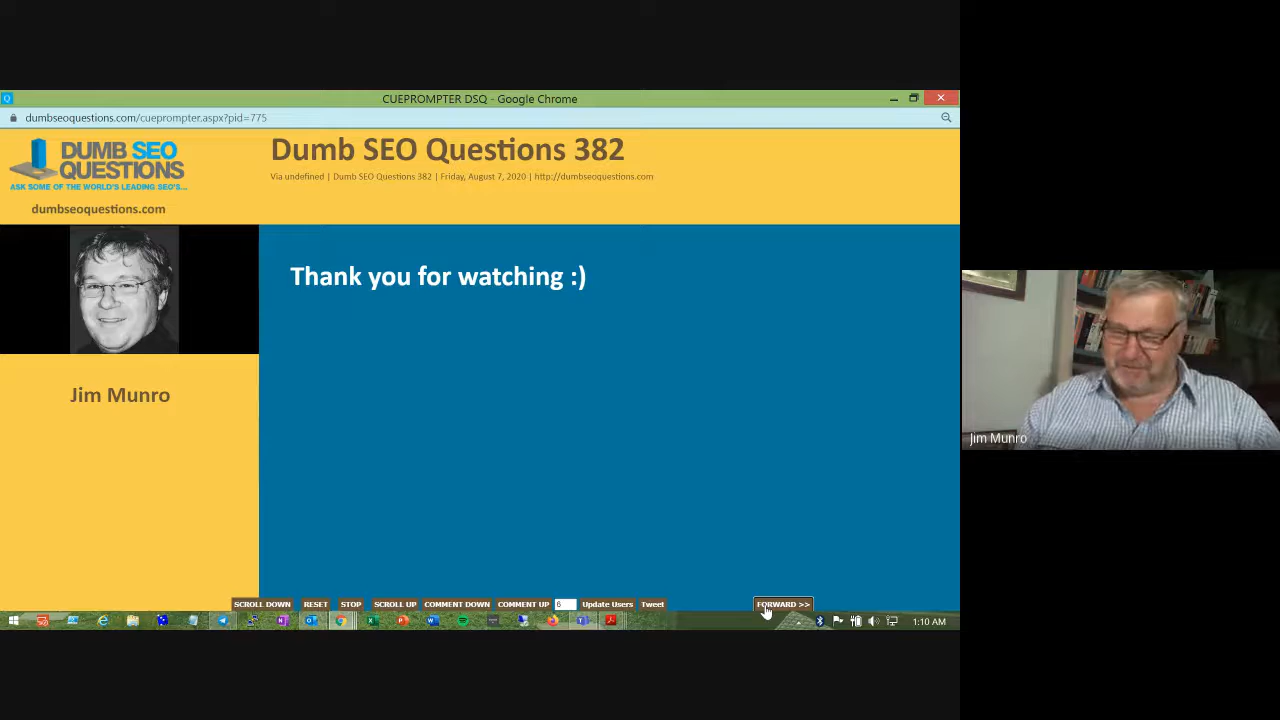 CUEPROMPTER DSQ - Google Chrome
dumbseoquestions.com/cueprompter.aspx?pid=775
DUMB SEO
QUESTIONS
ASK SOME OF THE WORLD'S LEADING SEO'S...
dumbseoquestions.com
Dumb SEO Questions 382
Via undefined | Dumb SEO Questions 382 | Friday, August 7, 2020 | http://dumbseoquestions.com
Thank you for watching :)
Jim Munro
Jim Munro
SCROLL DOWN RESET STOP SCROLL UP COMMENT DOWN COMMENT UP 6 Update Users Tweet FORWARD >>
1:10 AM